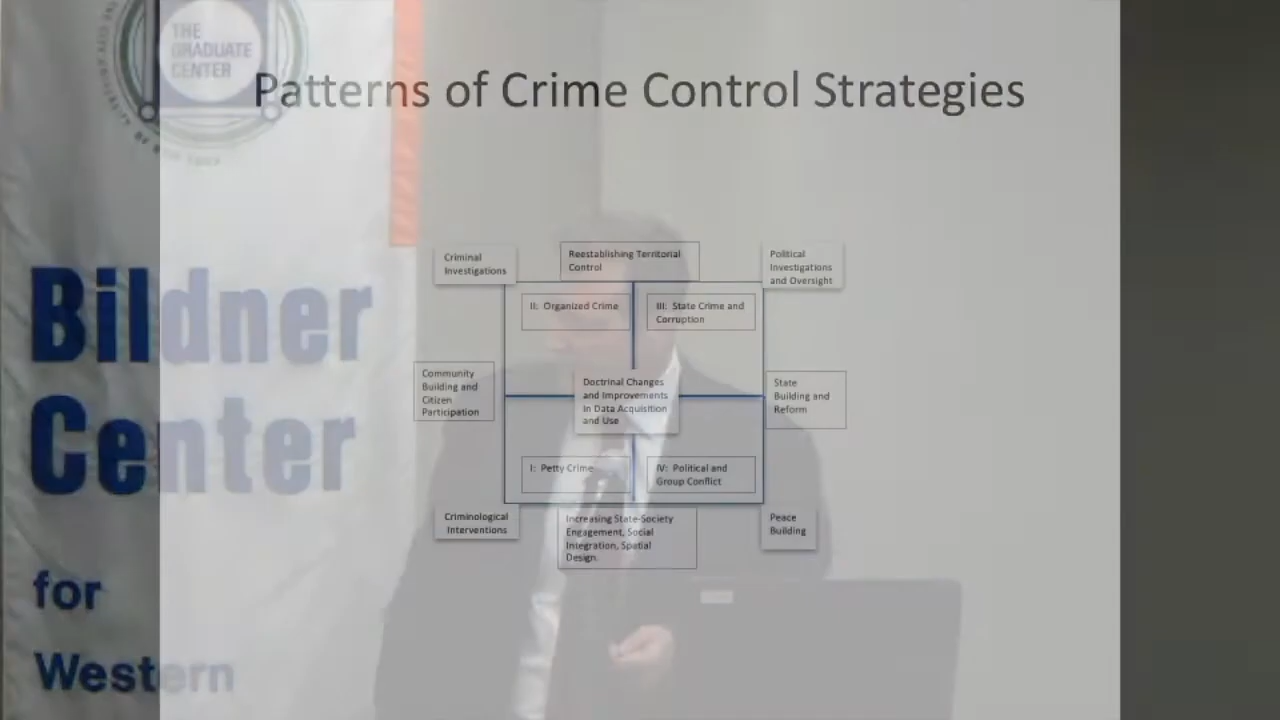 THE
GRADUATE
CENTER
Patterns of Crime Control Strategies
Criminal
Investigations
Reestablishing Territorial
Control
Political
Investigations
and Oversight
II: Organized Crime
III: State Crime and
Corruption
Bildner
Center
for
Western
Community
Building and
Citizen
Participation
Doctrinal Changes
and Improvements
in Data Acquisition
and Use
State
Building and
Reform
I: Petty Crime
IV: Political and
Group Conflict
Criminological
Interventions
Increasing State-Society
Engagement, Social
Integration, Spatial
Design.
Peace
Building